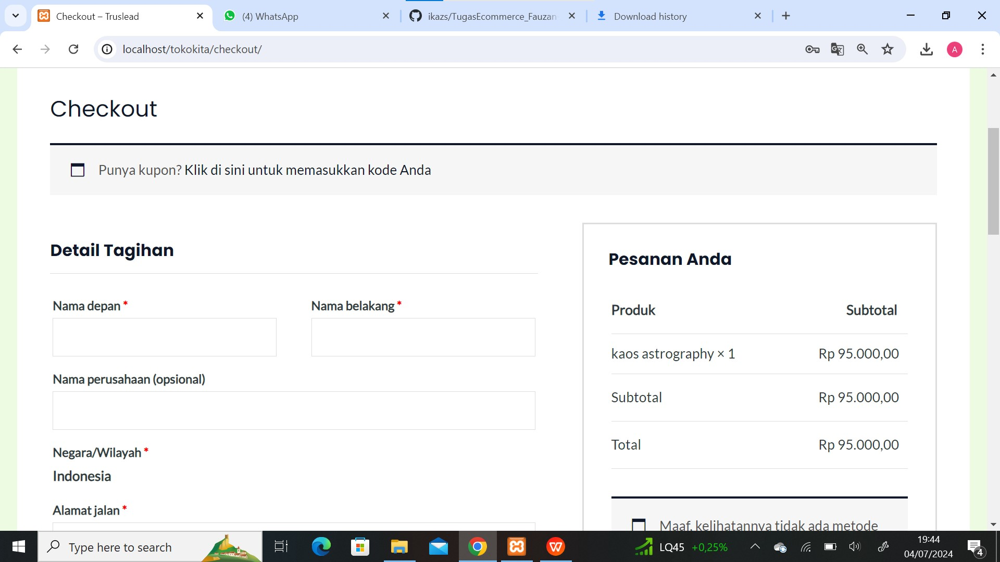 Checkout – Truslead
(4) WhatsApp
ikazs/TugasEcommerce_Fauzan
Download history
localhost/tokokita/checkout/
A
Checkout
Punya kupon? Klik di sini untuk memasukkan kode Anda
Detail Tagihan
Nama depan *
Nama belakang *
Nama perusahaan (opsional)
Negara/Wilayah *
Indonesia
Alamat jalan *
Pesanan Anda
Produk Subtotal
kaos astrography × 1 Rp 95.000,00
Subtotal Rp 95.000,00
Total Rp 95.000,00
Maaf, kelihatannya tidak ada metode
Type here to search
LQ45 +0,25%
19:44
04/07/2024
4